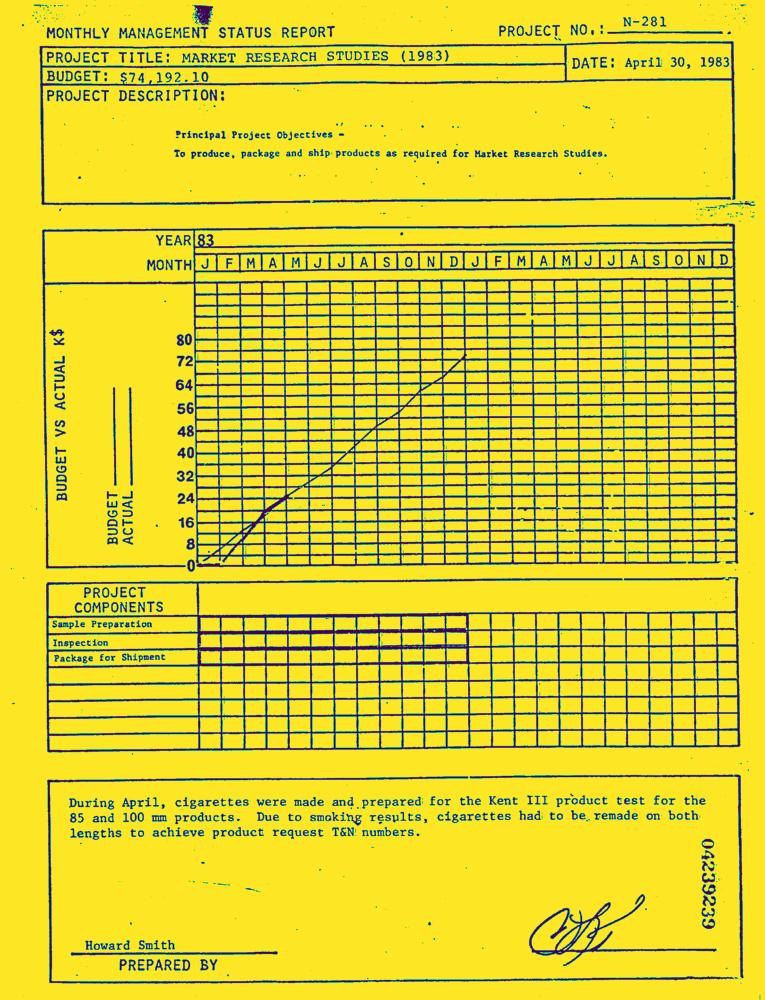 MONTHLY MANAGEMENT STATUS REPORT
PROJECT NO.: N-281
PROJECT TITLE: MARKET RESEARCH STUDIES (1983)
DATE: April 30, 1983
BUDGET: $74,192.10
PROJECT DESCRIPTION:
Principal Project Objectives -
To produce, package and ship products as required for Market Research Studies.
YEAR 83
MONTH J F M A M J J A S O N D J F M A M J J A S O N D
BUDGET VS ACTUAL K$
BUDGET
ACTUAL
80
72
64
56
48
40
32
24
16
8
0
PROJECT
COMPONENTS
Sample Preparation
Inspection
Package for Shipment
During April, cigarettes were made and prepared for the Kent III product test for the
85 and 100 mm products. Due to smoking results, cigarettes had to be remade on both
lengths to achieve product request T&N numbers.
04239239
Howard Smith
PREPARED BY